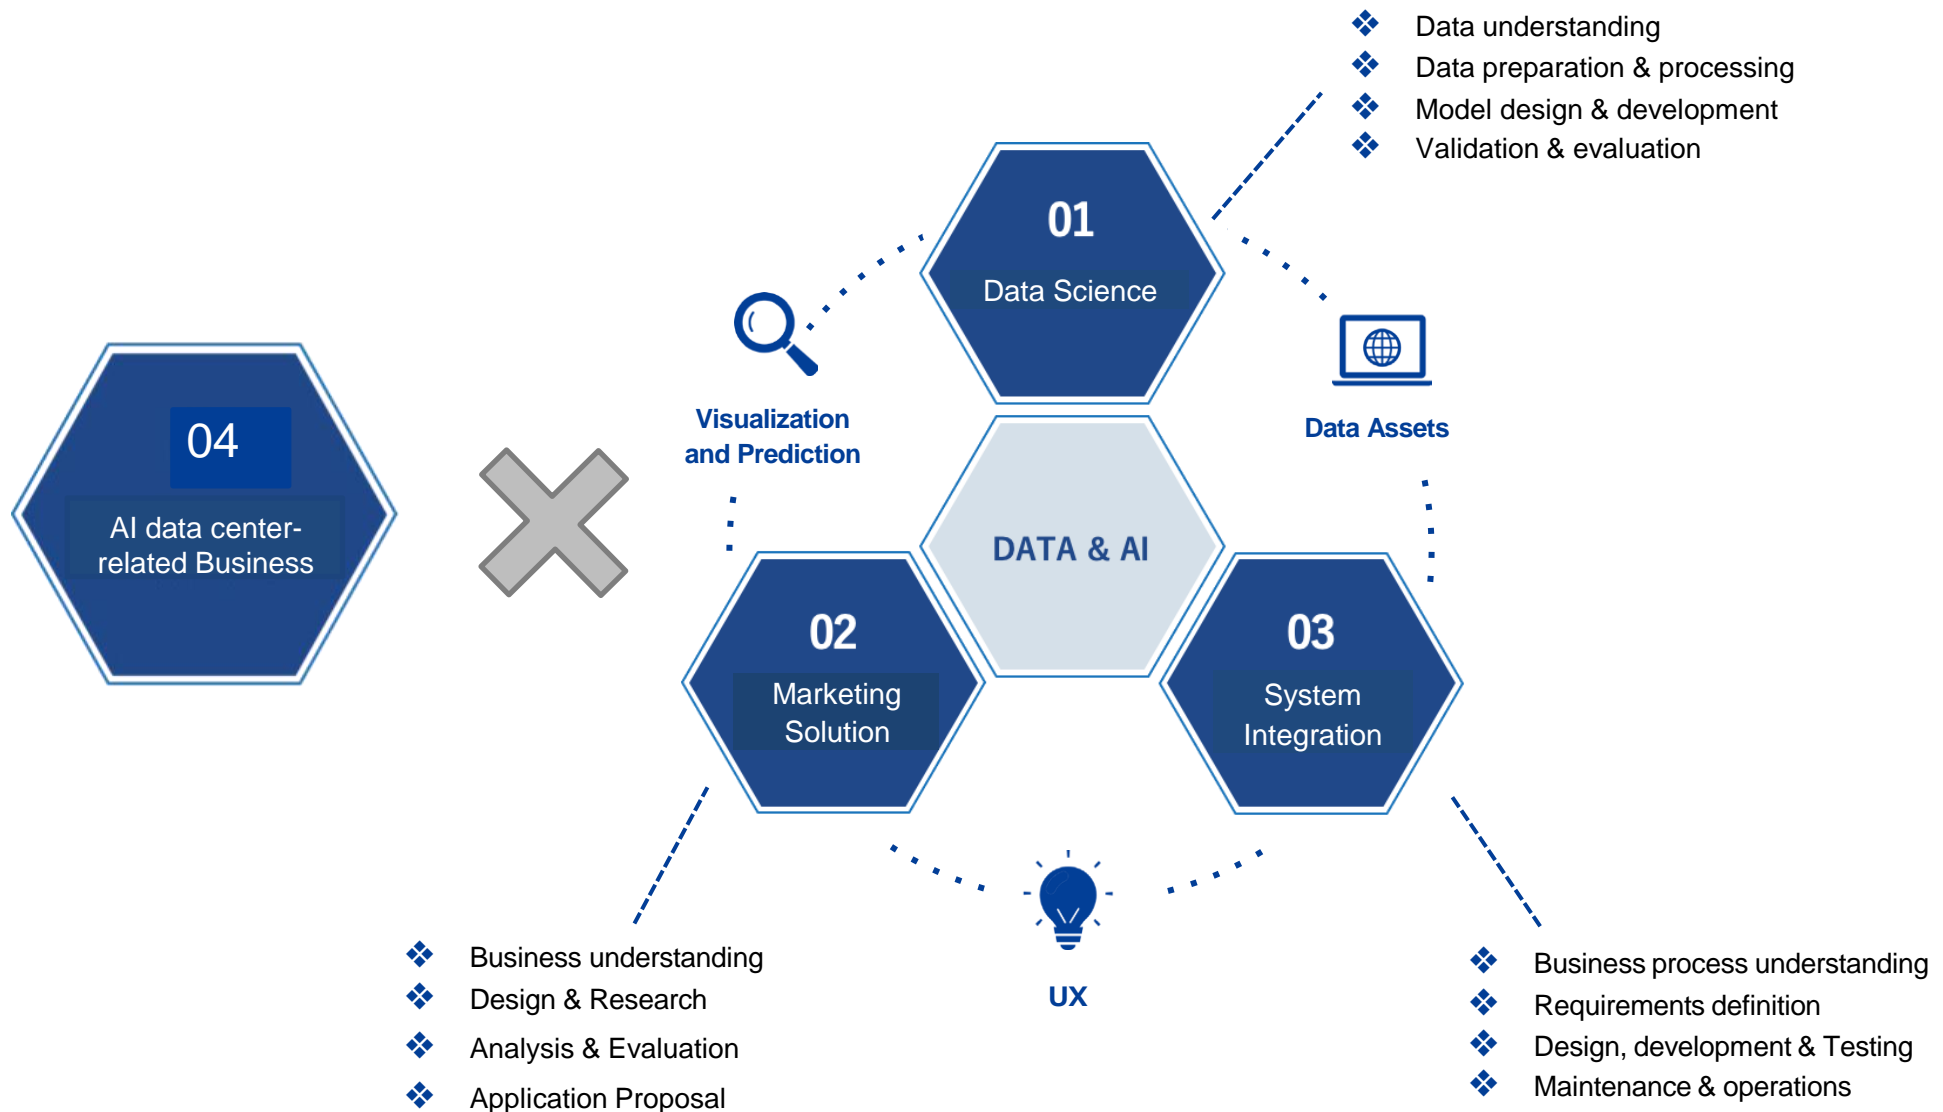 Data understanding
Data preparation & processing
Model design & development
Validation & evaluation
01
Data Science
Visualization
and Prediction
Data Assets
04
AI data center-
related Business
DATA & AI
02
Marketing
Solution
03
System
Integration
UX
Business understanding
Design & Research
Analysis & Evaluation
Application Proposal
Business process understanding
Requirements definition
Design, development & Testing
Maintenance & operations